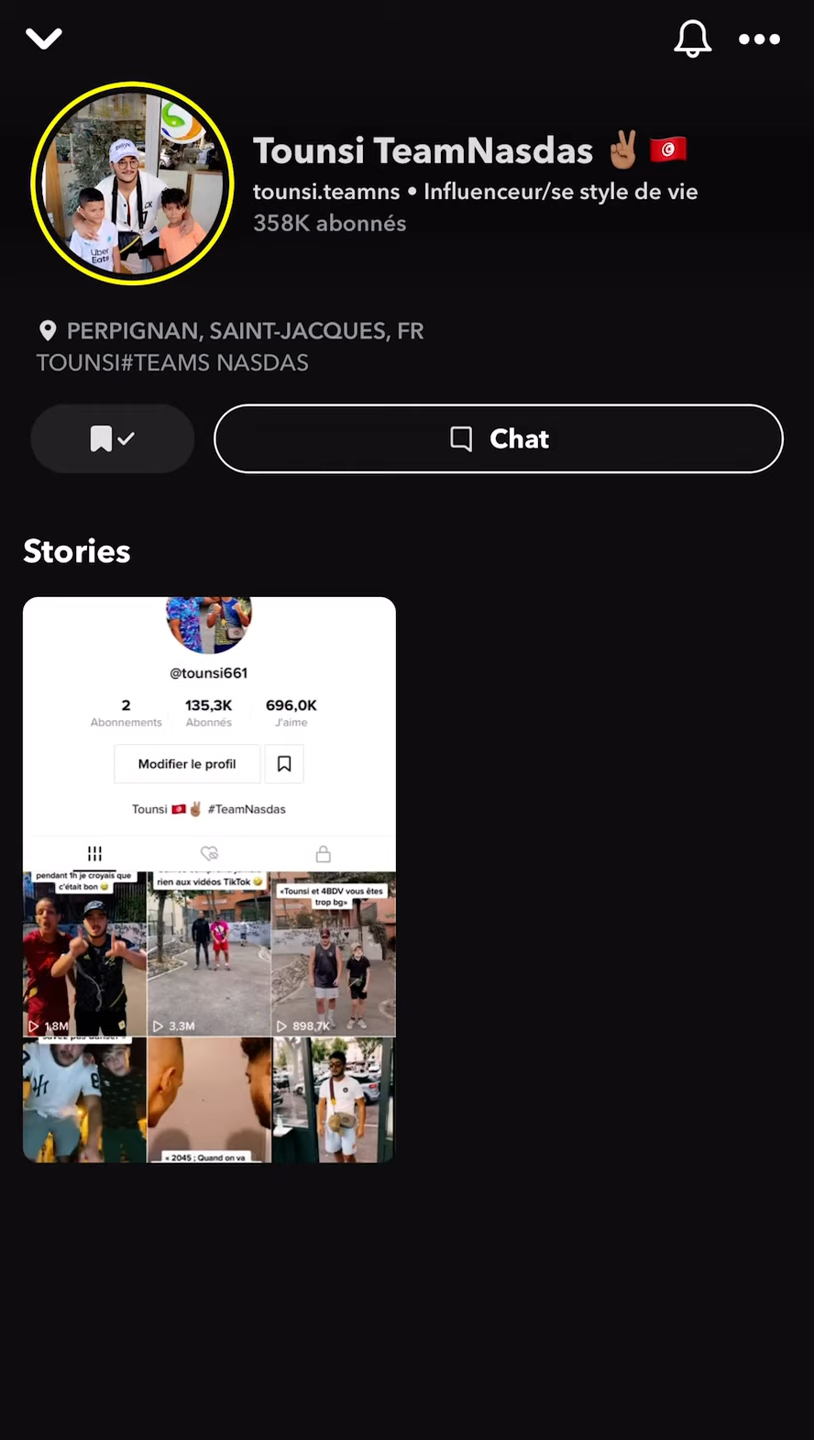 Tounsi TeamNasdas ✌🏽 🇹🇳
tounsi.teamns • Influenceur/se style de vie
358K abonnés
PERPIGNAN, SAINT-JACQUES, FR
TOUNSI#TEAMS NASDAS
Chat
Stories
@tounsi661
2 135,3K 696,0K
Abonnements Abonnés J'aime
Modifier le profil
Tounsi 🇹🇳✌🏽 #TeamNasdas
pendant 1h je croyais que
c'était bon 🤣
rien aux vidéos TikTok 🤣
«Tounsi et 4BDV vous êtes
trop bg»
1,8M 3,3M 898,7K
« 2045 : Quand on va
Uber
Eats